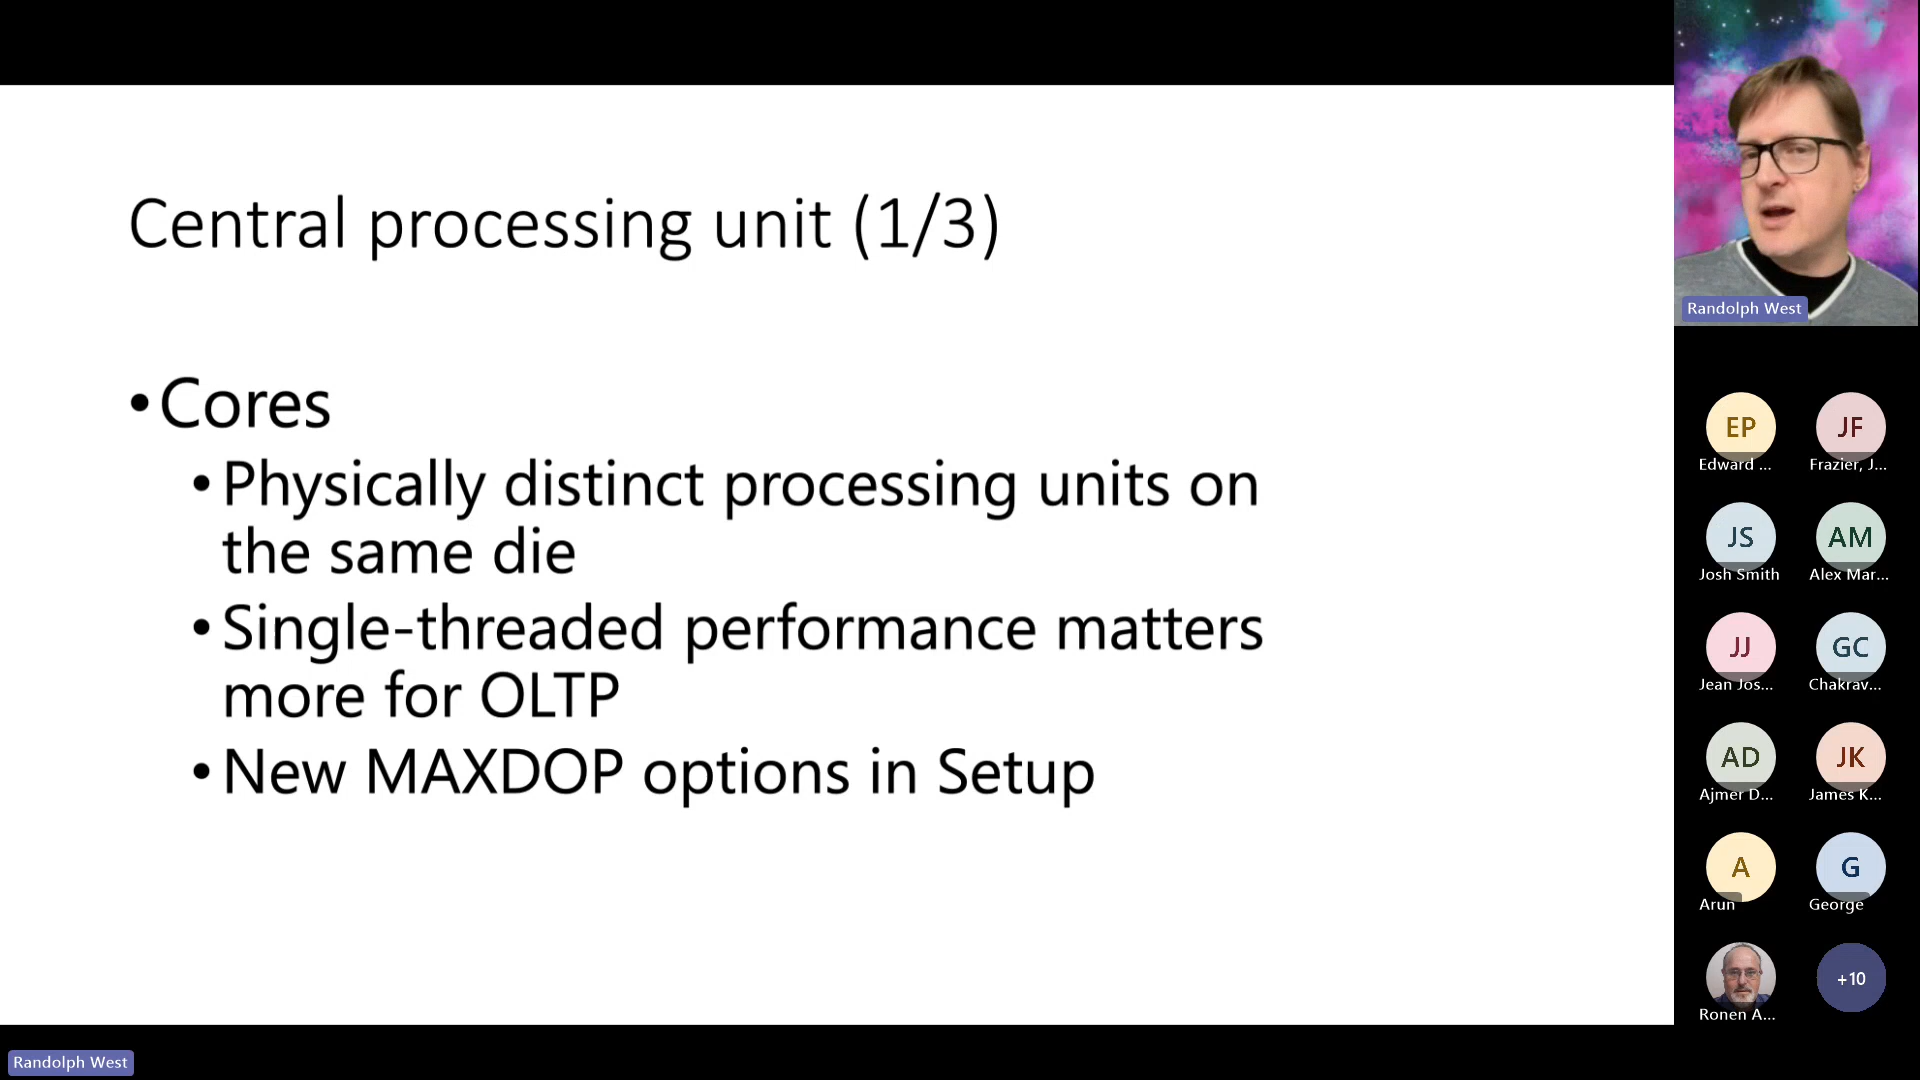 Central processing unit (1/3)
•Cores
•Physically distinct processing units on
the same die
•Single-threaded performance matters
more for OLTP
•New MAXDOP options in Setup
Randolph West
EP
Edward ...
JF
Frazier, J...
JS
Josh Smith
AM
Alex Mar...
JJ
Jean Jos...
GC
Chakrav...
AD
Ajmer D...
JK
James K...
A
Arun
G
George
Ronen A...
+10
Randolph West